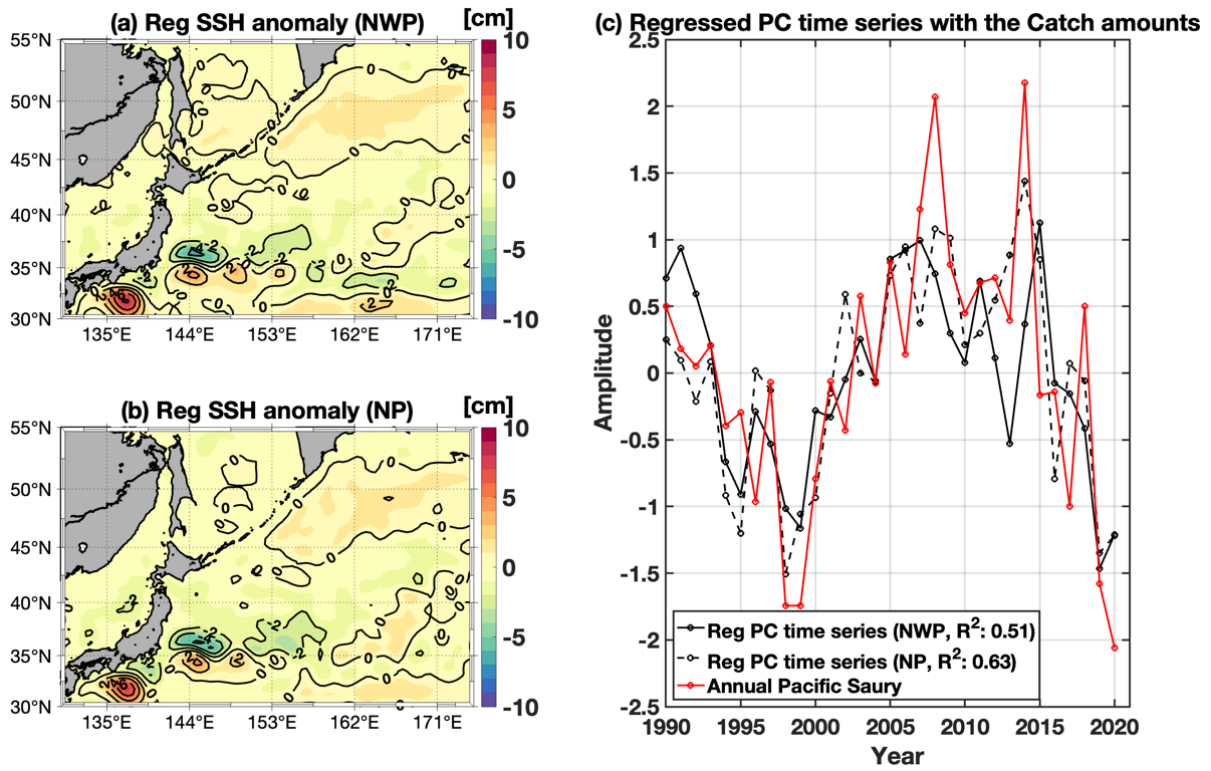 (a) Reg SSH anomaly (NWP) [cm]
55°N
50°N
45°N
40°N
35°N
30°N
135°E 144°E 153°E 162°E 171°E
10
5
0
-5
-10
(b) Reg SSH anomaly (NP) [cm]
55°N
50°N
45°N
40°N
35°N
30°N
135°E 144°E 153°E 162°E 171°E
10
5
0
-5
-10
(c) Regressed PC time series with the Catch amounts
2.5
2
1.5
1
0.5
0
-0.5
-1
-1.5
-2
-2.5
Amplitude
1990 1995 2000 2005 2010 2015 2020
Year
Reg PC time series (NWP, R²: 0.51)
Reg PC time series (NP, R²: 0.63)
Annual Pacific Saury